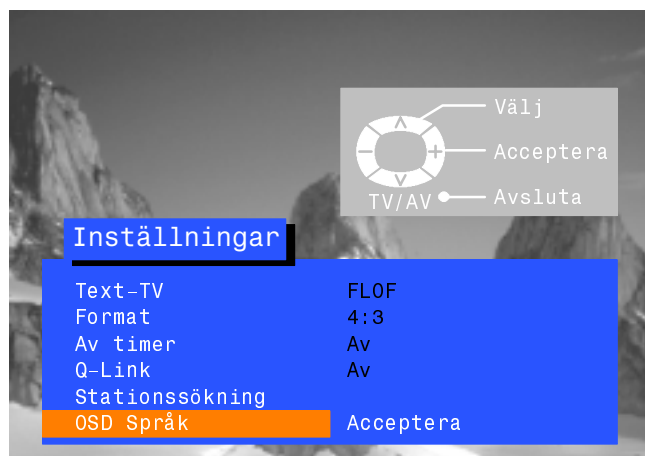 Välj
Acceptera
TV/AV Avsluta
Inställningar
Text-TV FLOF
Format 4:3
Av timer Av
Q-Link Av
Stationssökning
OSD Språk Acceptera